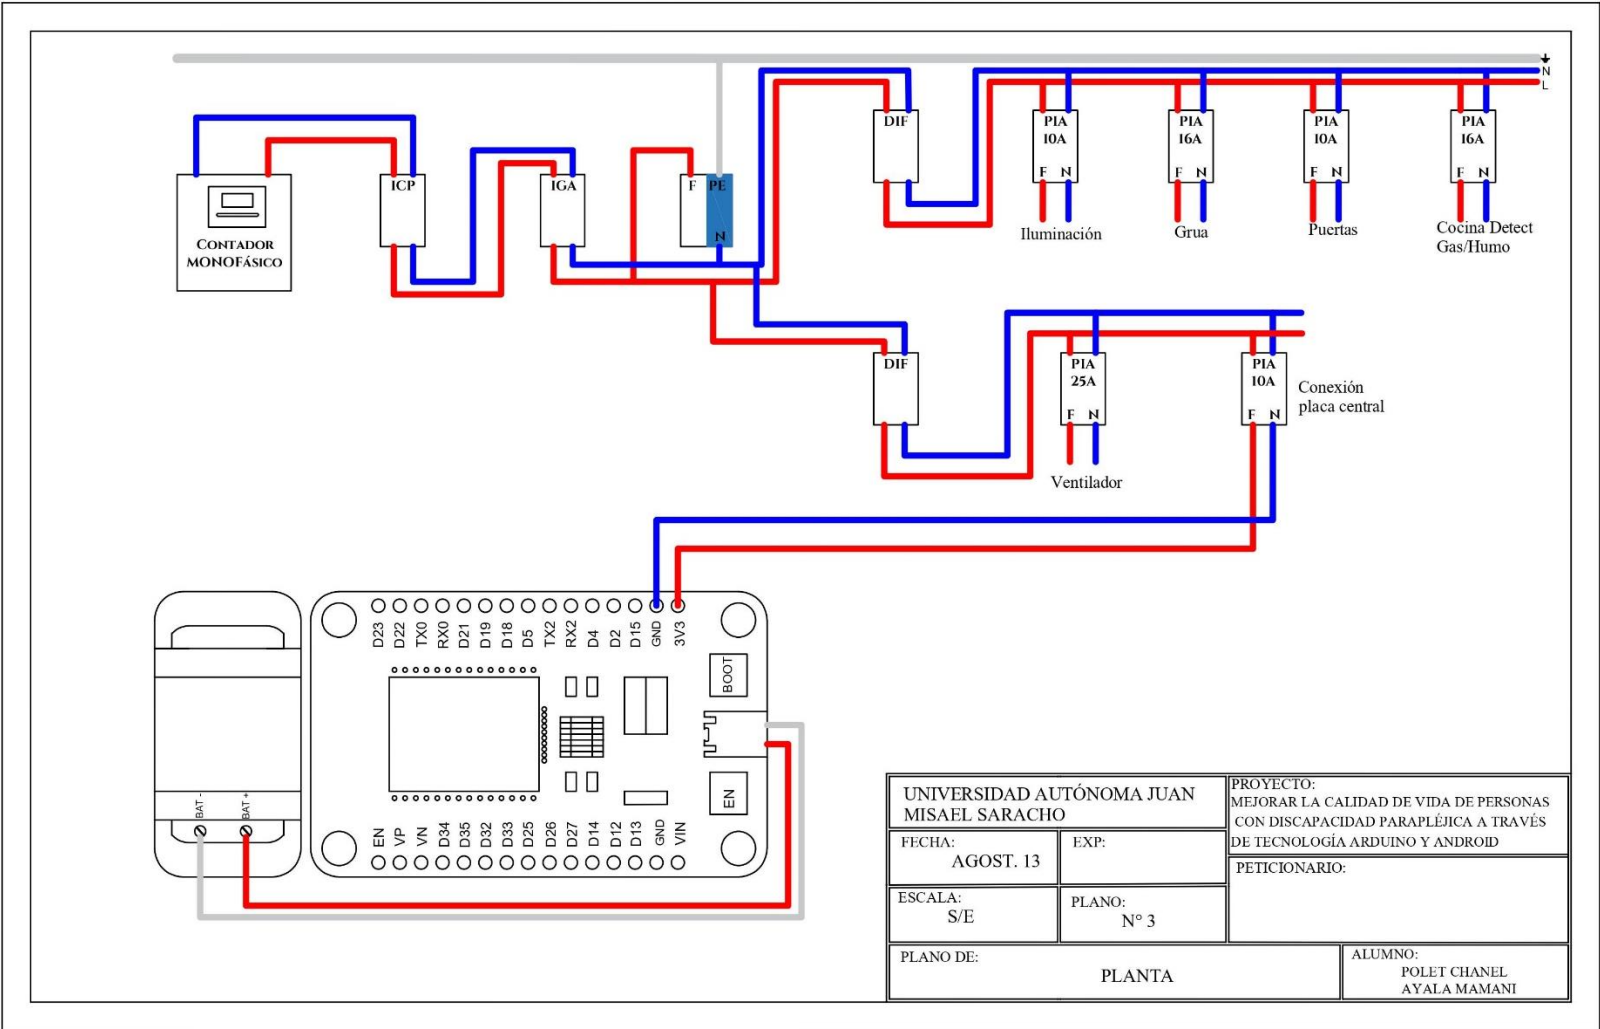 N
L
DIF
PIA
10A
F N
PIA
16A
F N
PIA
10A
F N
PIA
16A
F N
ICP
IGA
F PE
N
CONTADOR
MONOFÁSICO
Iluminación
Grua
Puertas
Cocina Detect
Gas/Humo
DIF
PIA
25A
F N
PIA
10A
F N
Conexión
placa central
Ventilador
D23
D22
TX0
RX0
D21
D19
D18
D5
TX2
RX2
D4
D2
D15
GND
3V3
BOOT
EN
BAT -
BAT +
EN
VP
VN
D34
D35
D32
D33
D25
D26
D27
D14
D12
D13
GND
VIN
UNIVERSIDAD AUTÓNOMA JUAN
MISAEL SARACHO
PROYECTO:
MEJORAR LA CALIDAD DE VIDA DE PERSONAS
CON DISCAPACIDAD PARAPLÉJICA A TRAVÉS
DE TECNOLOGÍA ARDUINO Y ANDROID
FECHA:
AGOST. 13
EXP:
PETICIONARIO:
ESCALA:
S/E
PLANO:
N° 3
PLANO DE:
PLANTA
ALUMNO:
POLET CHANEL
AYALA MAMANI